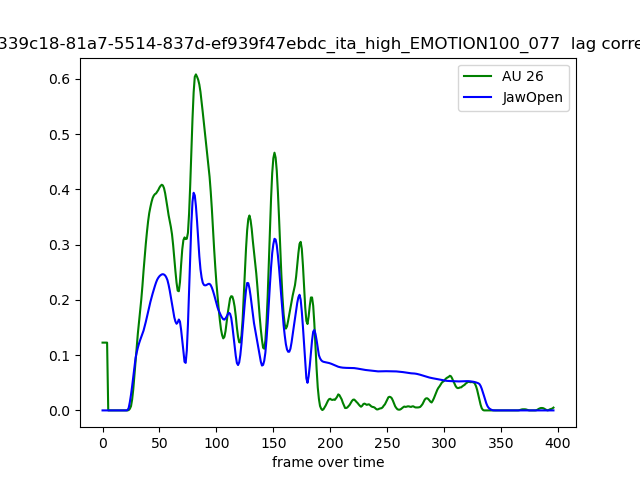 339c18-81a7-5514-837d-ef939f47ebdc_ita_high_EMOTION100_077 lag corre
AU 26
JawOpen
0.6
0.5
0.4
0.3
0.2
0.1
0.0
0 50 100 150 200 250 300 350 400
frame over time